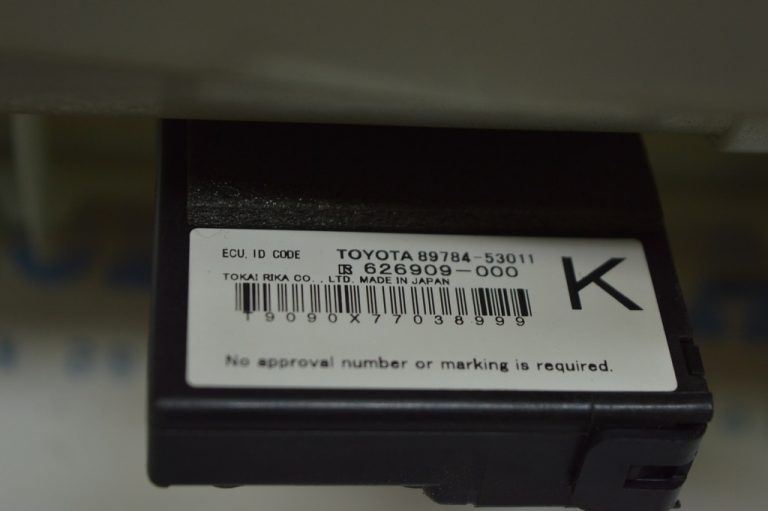 ECU, ID CODE TOYOTA 89784-53011
626909-000
TOKAI RIKA CO., LTD. MADE IN JAPAN
K
T9090X77038999
No approval number or marking is required.